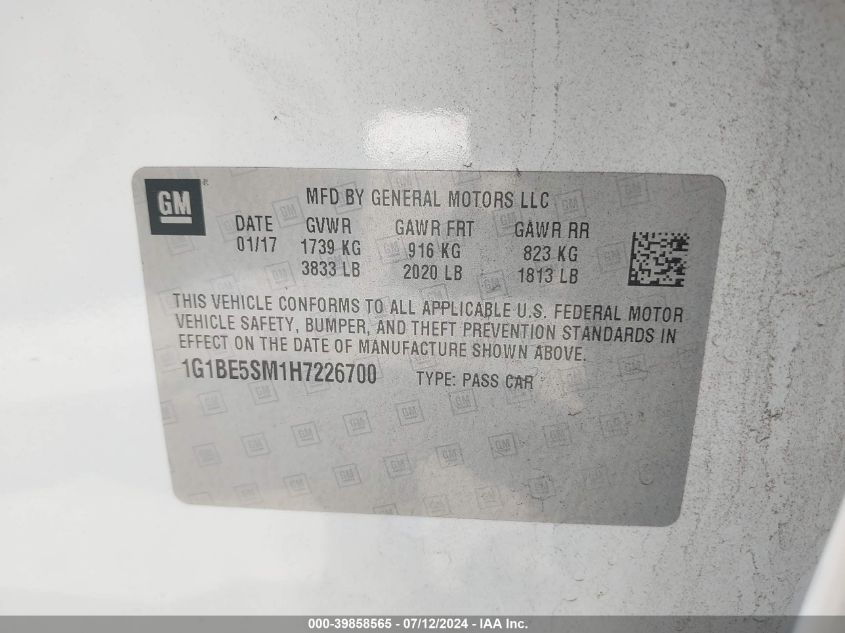 GM
MFD BY GENERAL MOTORS LLC
DATE GVWR GAWR FRT GAWR RR
01/17 1739 KG 916 KG 823 KG
3833 LB 2020 LB 1813 LB
THIS VEHICLE CONFORMS TO ALL APPLICABLE U.S. FEDERAL MOTOR
VEHICLE SAFETY, BUMPER, AND THEFT PREVENTION STANDARDS IN
EFFECT ON THE DATE OF MANUFACTURE SHOWN ABOVE.
1G1BE5SM1H7226700 TYPE: PASS CAR
000-39858565 - 07/12/2024 - IAA Inc.